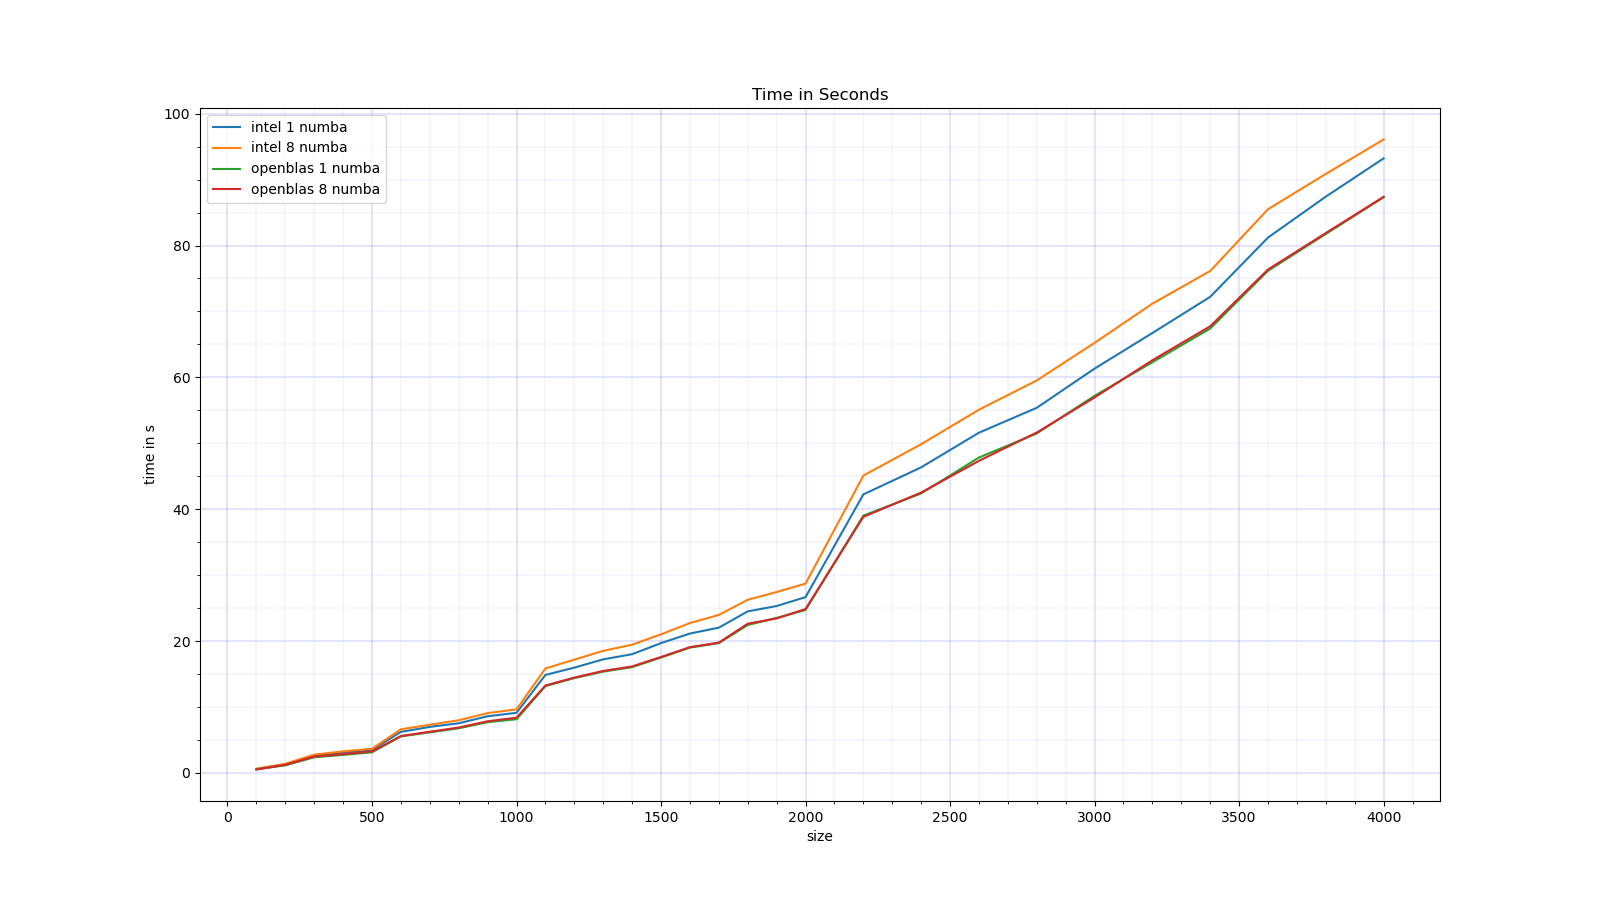 Time in Seconds
intel 1 numba
intel 8 numba
openblas 1 numba
openblas 8 numba
time in s
100
80
60
40
20
0
0 500 1000 1500 2000 2500 3000 3500 4000
size